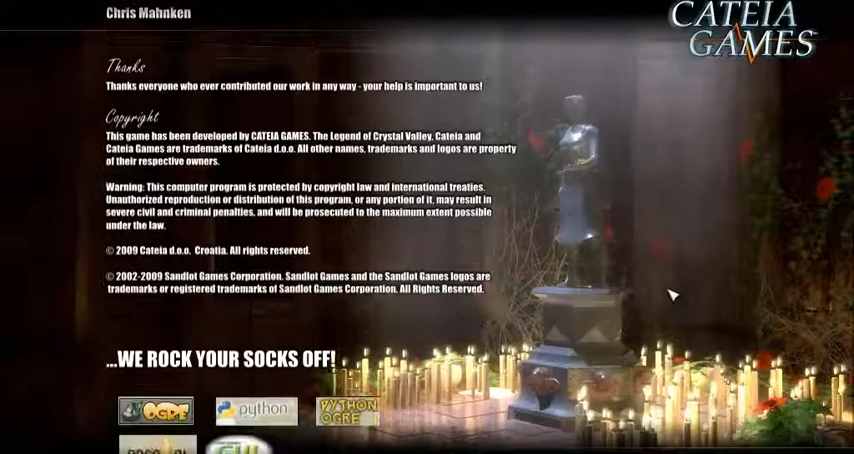 Chris Mahnken
CATEIA
GAMES
Thanks
Thanks everyone who ever contributed our work in any way - your help is important to us!
Copyright
This game has been developed by CATEIA GAMES. The Legend of Crystal Valley, Cateia and
Cateia Games are trademarks of Cateia d.o.o. All other names, trademarks and logos are property
of their respective owners.
Warning: This computer program is protected by copyright law and international treaties.
Unauthorized reproduction or distribution of this program, or any portion of it, may result in
severe civil and criminal penalties, and will be prosecuted to the maximum extent possible
under the law.
© 2009 Cateia d.o.o. Croatia. All rights reserved.
© 2002-2009 Sandlot Games Corporation. Sandlot Games and the Sandlot Games logos are
trademarks or registered trademarks of Sandlot Games Corporation. All Rights Reserved.
...WE ROCK YOUR SOCKS OFF!
OGRE
python
PYTHON
OGRE